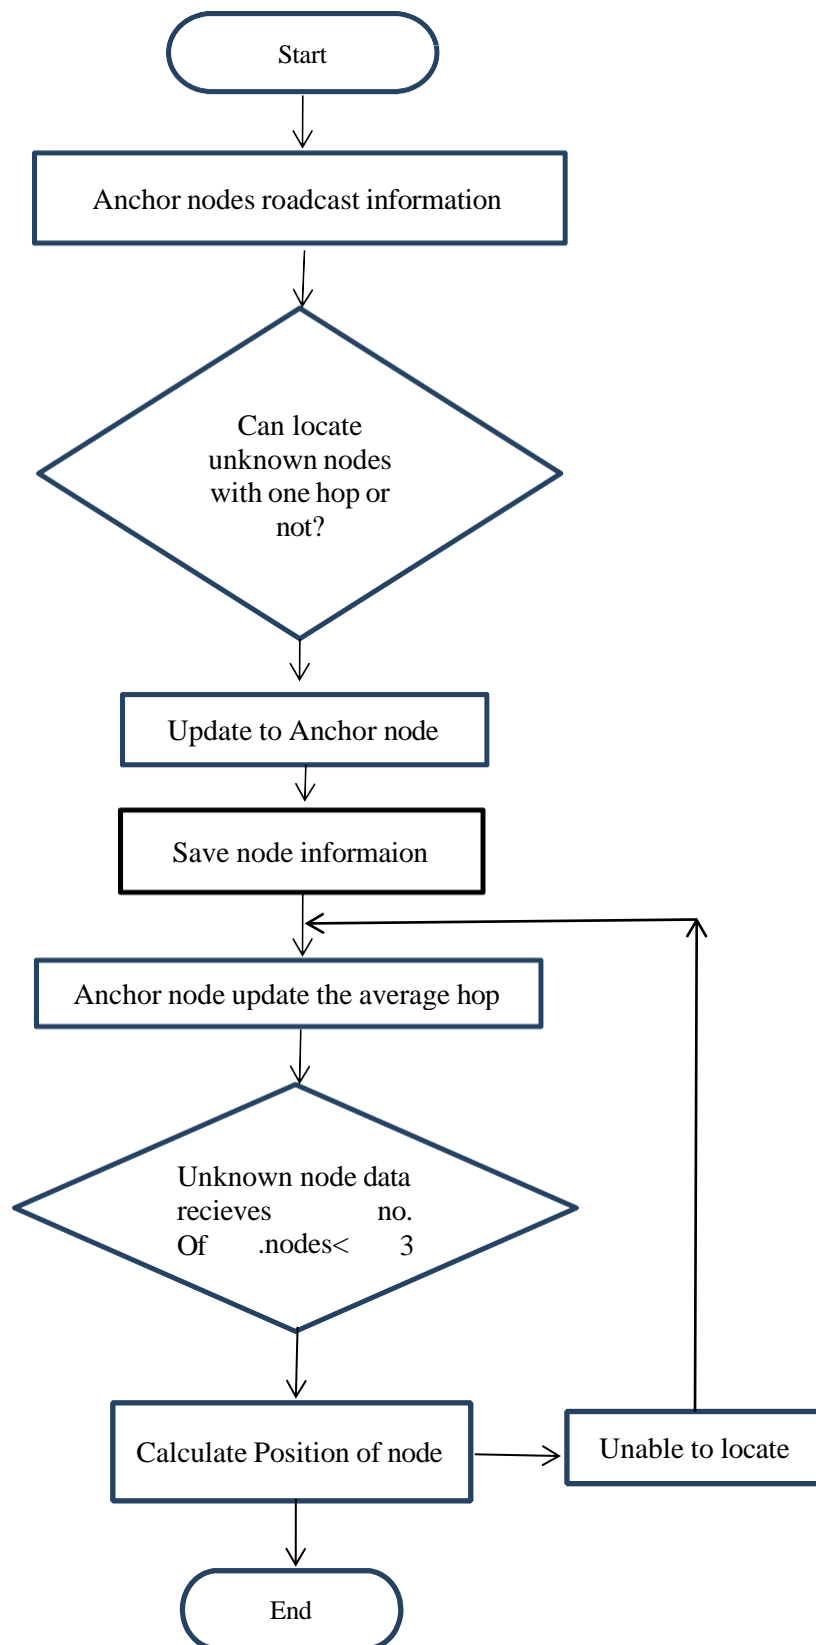 Start
Anchor nodes roadcast information
Can locate
unknown nodes
with one hop or
not?
Update to Anchor node
Save node informaion
Anchor node update the average hop
Unknown node data
recieves no.
Of .nodes< 3
Calculate Position of node
Unable to locate
End